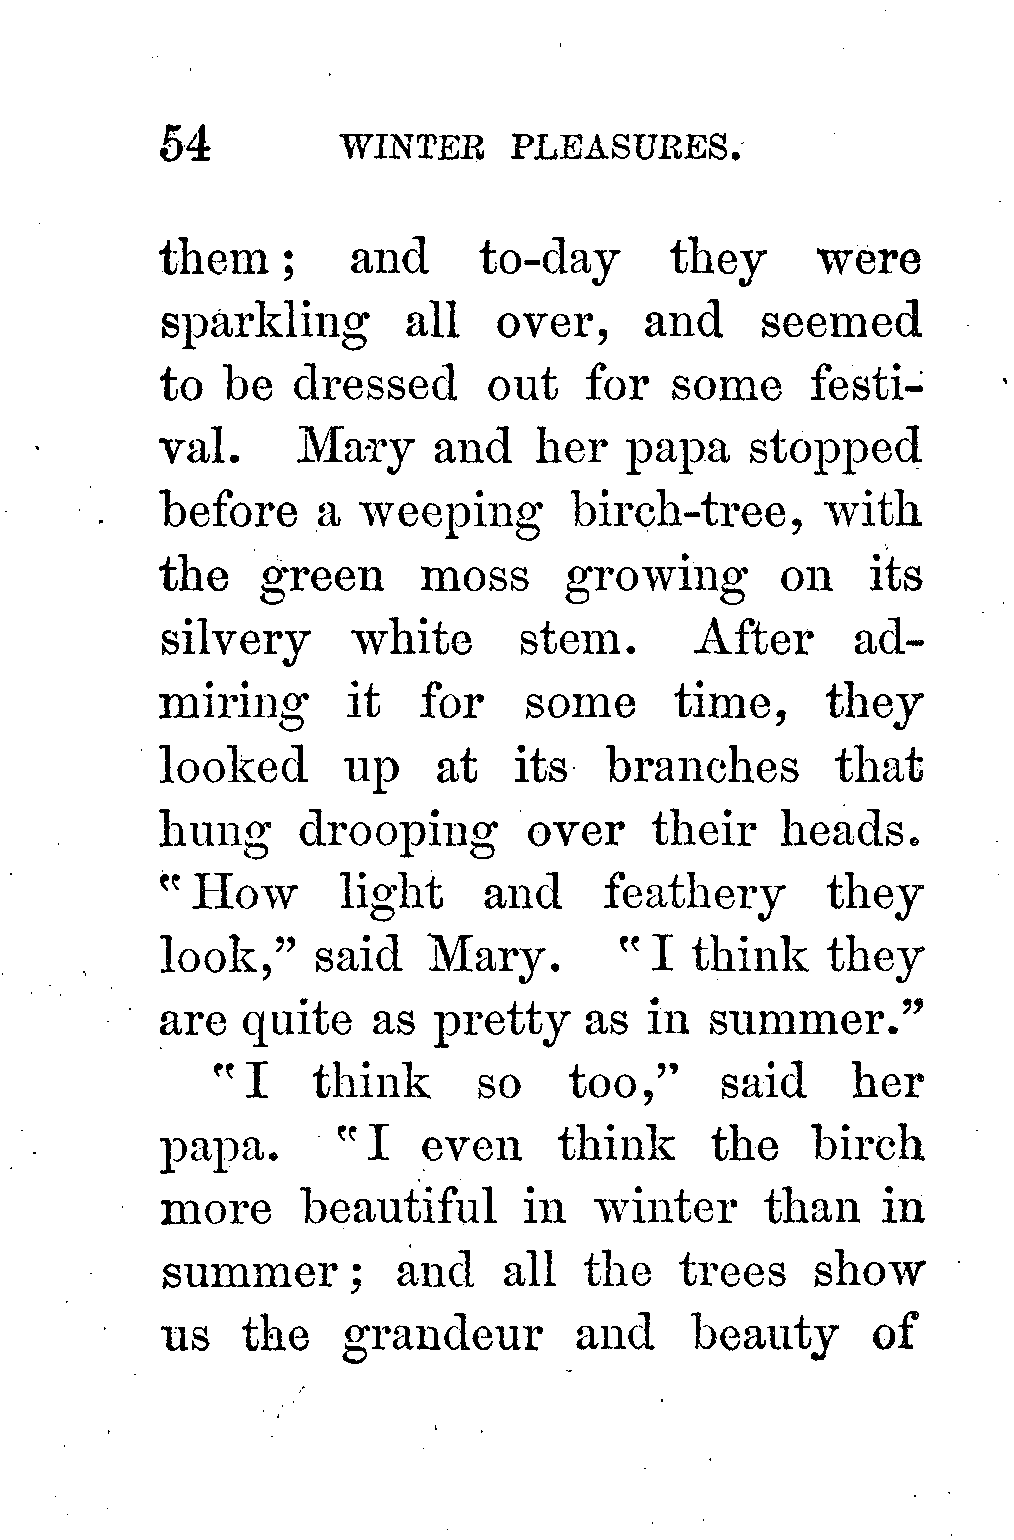 54 WINTER PLEASURES.
them; and to-day they were
sparkling all over, and seemed
to be dressed out for some festi-
val. Mary and her papa stopped
before a weeping birch-tree, with
the green moss growing on its
silvery white stem. After ad-
miring it for some time, they
looked up at its branches that
hung drooping over their heads.
"How light and feathery they
look," said Mary. "I think they
are quite as pretty as in summer."
"I think so too," said her
papa. "I even think the birch
more beautiful in winter than in
summer; and all the trees show
us the grandeur and beauty of